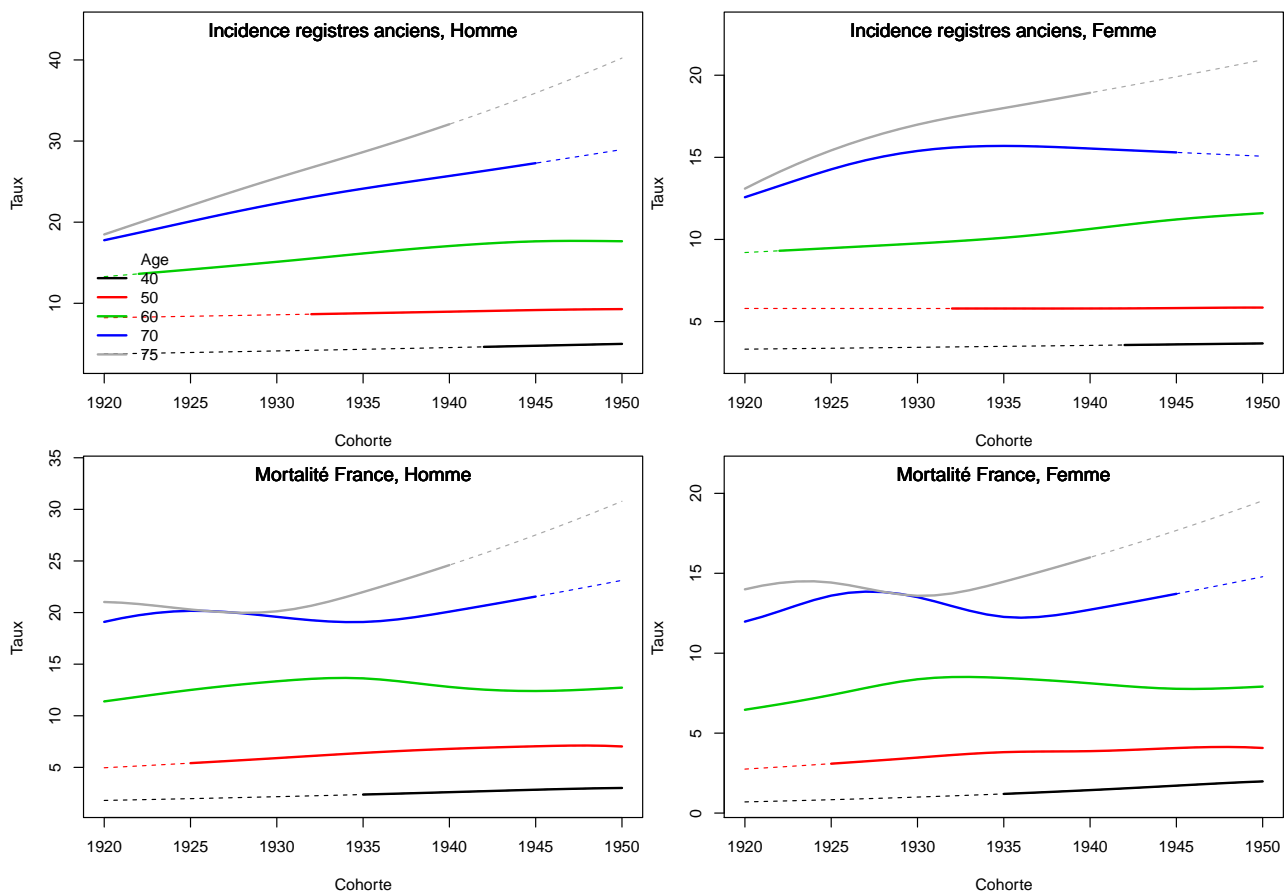 Incidence registres anciens, Homme
Taux
10
20
30
40
Age
40
50
60
70
75
1920 1925 1930 1935 1940 1945 1950
Cohorte
Incidence registres anciens, Femme
Taux
5
10
15
20
1920 1925 1930 1935 1940 1945 1950
Cohorte
Mortalité France, Homme
Taux
5
10
15
20
25
30
35
1920 1925 1930 1935 1940 1945 1950
Cohorte
Mortalité France, Femme
Taux
0
5
10
15
20
1920 1925 1930 1935 1940 1945 1950
Cohorte